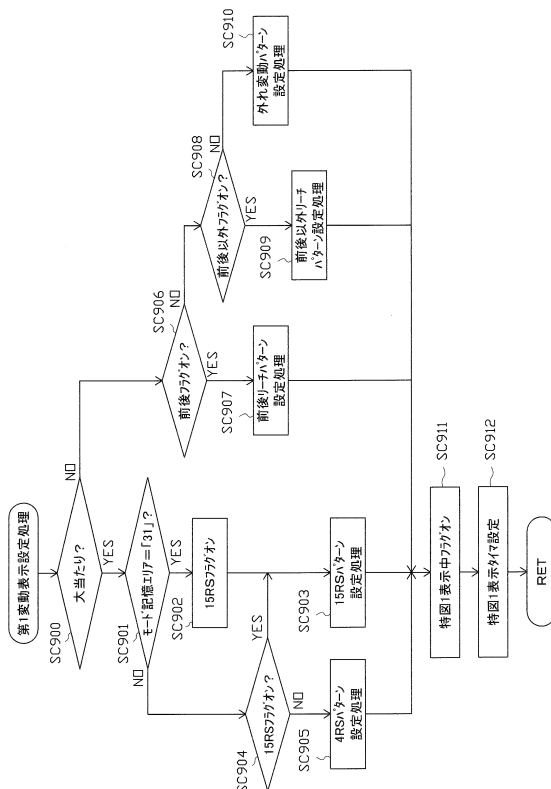 第1変動表示設定処理
SC900
大当たり?
NO
YES
SC901
モード記憶エリア=「31」?
NO
YES
SC902
15RSフラグオン
SC904
15RSフラグオン?
YES
NO
SC903
15RSパターン
設定処理
SC905
4RSパターン
設定処理
SC906
前後フラグオン?
NO
YES
SC907
前後リーチパターン
設定処理
SC908
前後以外フラグオン?
NO
YES
SC909
前後以外リーチ
パターン設定処理
SC910
外れ変動パターン
設定処理
SC911
特図1表示中フラグオン
SC912
特図1表示タイマ設定
RET